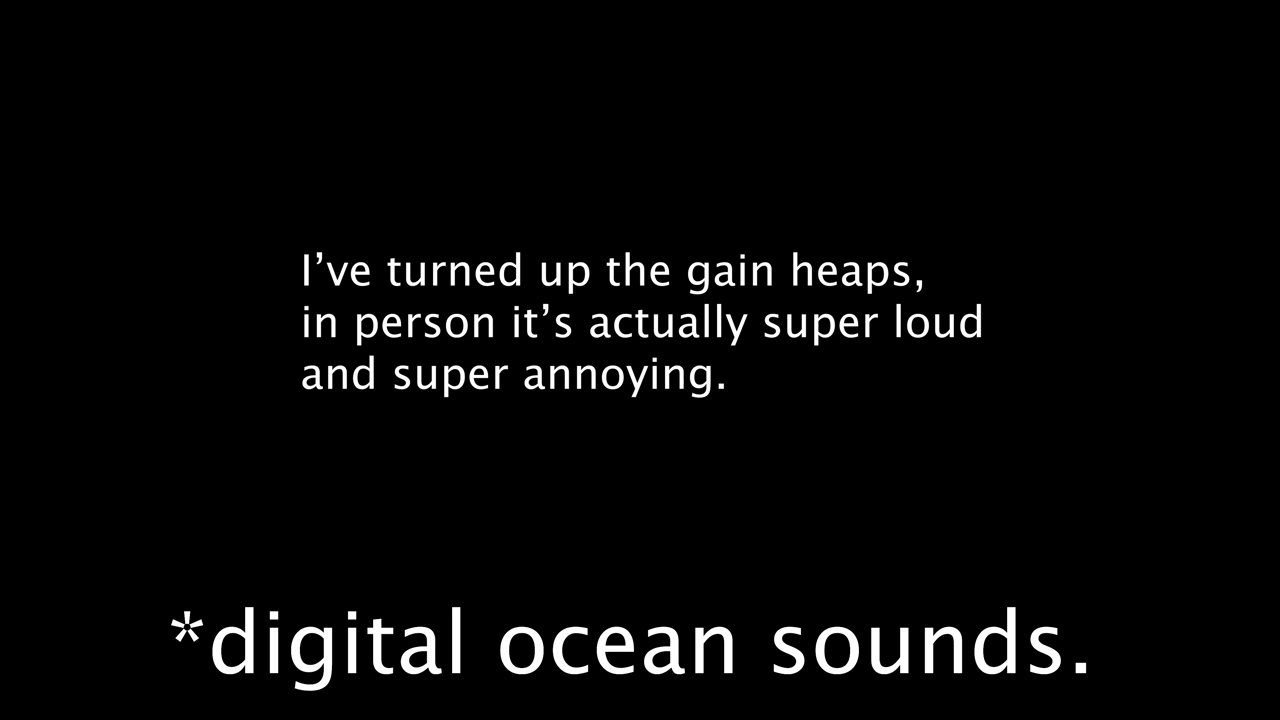 I’ve turned up the gain heaps,
in person it’s actually super loud
and super annoying.
*digital ocean sounds.